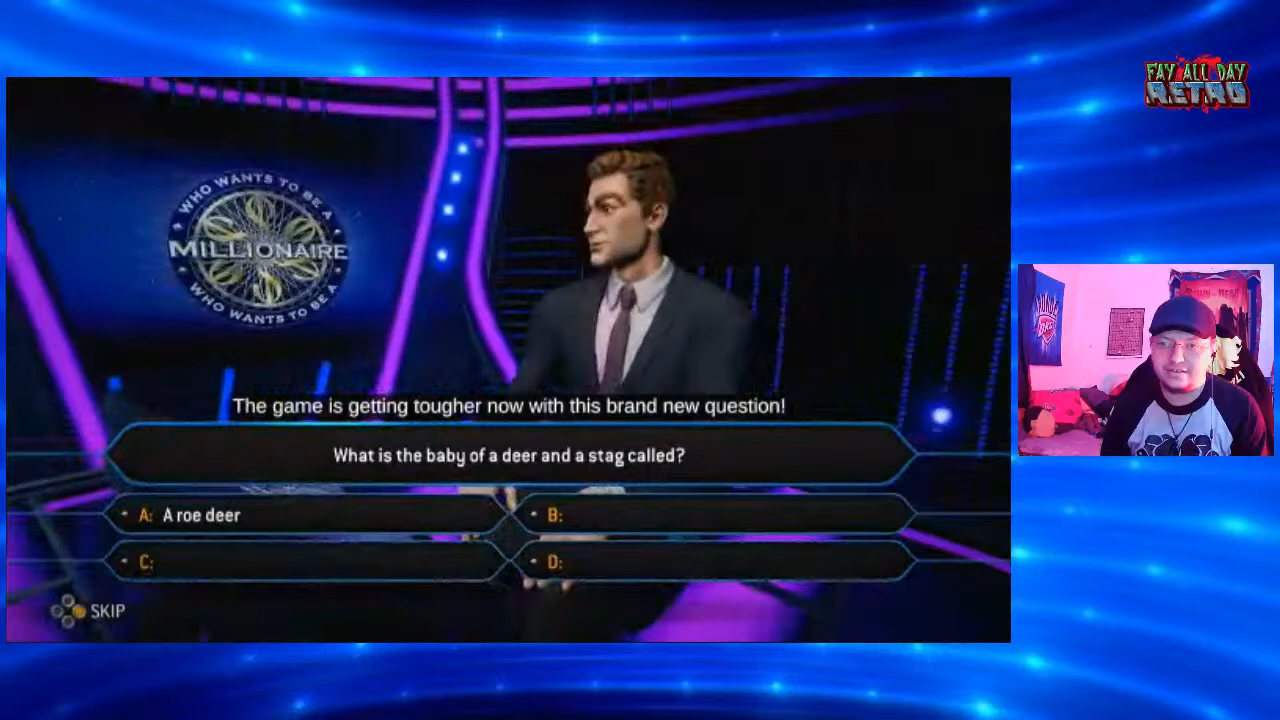 FAY ALL DAY
RETRO
WHO WANTS TO BE A
MILLIONAIRE
WHO WANTS TO BE A
The game is getting tougher now with this brand new question!
What is the baby of a deer and a stag called?
A: A roe deer
B:
C:
D:
SKIP